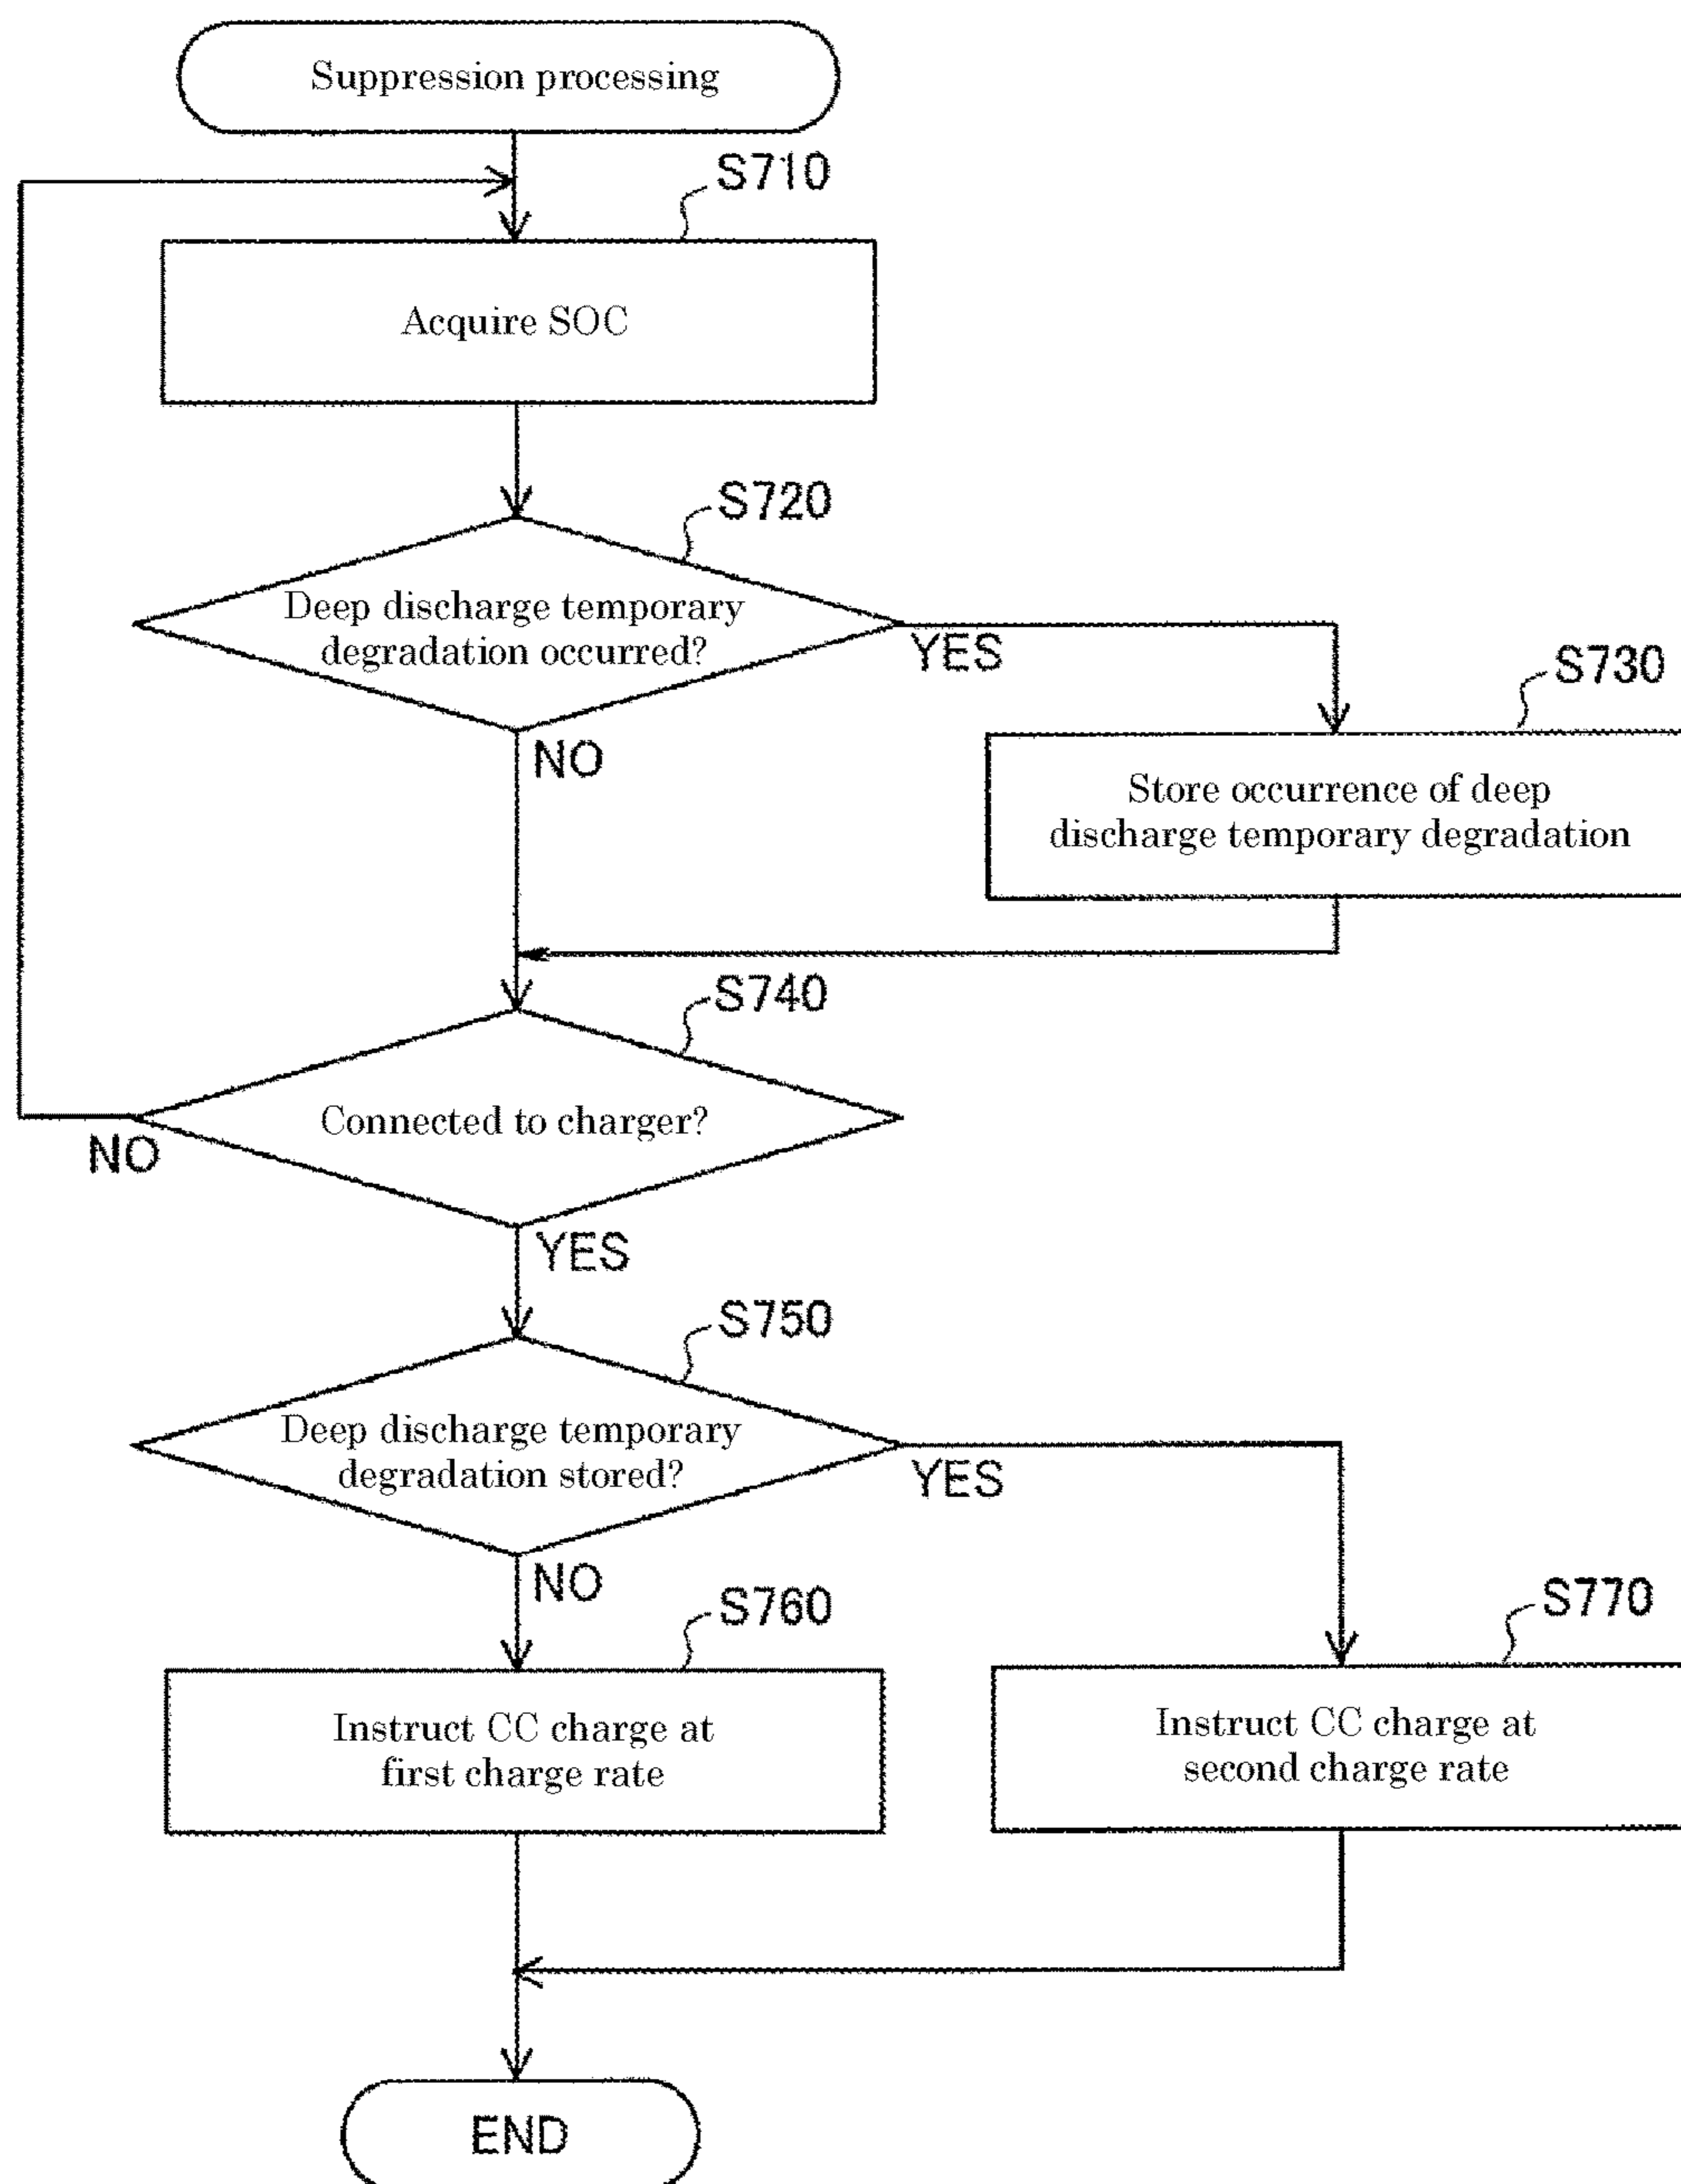 Suppression processing
S710
Acquire SOC
S720
Deep discharge temporary
degradation occurred?
YES
S730
NO
Store occurrence of deep
discharge temporary degradation
S740
Connected to charger?
NO
YES
S750
Deep discharge temporary
degradation stored?
YES
NO
S760
S770
Instruct CC charge at
first charge rate
Instruct CC charge at
second charge rate
END